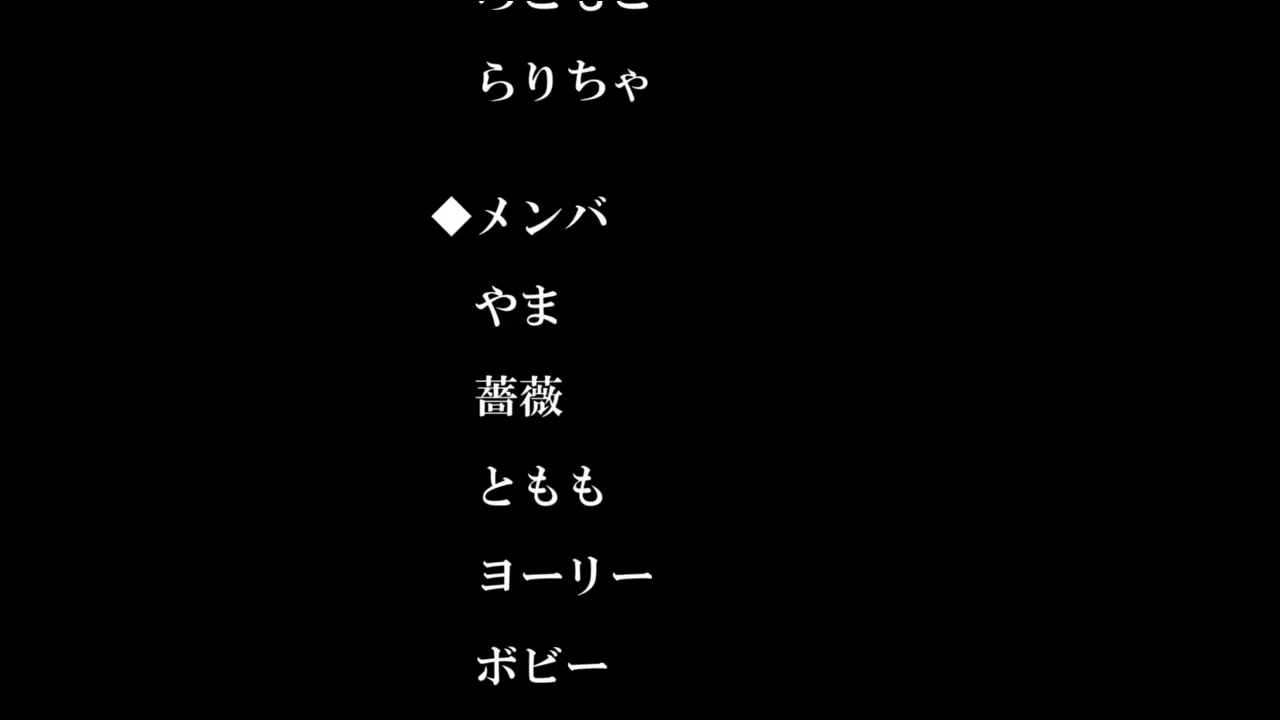 らりちゃ
◆メンバ
やま
薔薇
ともも
ヨーリー
ボビー